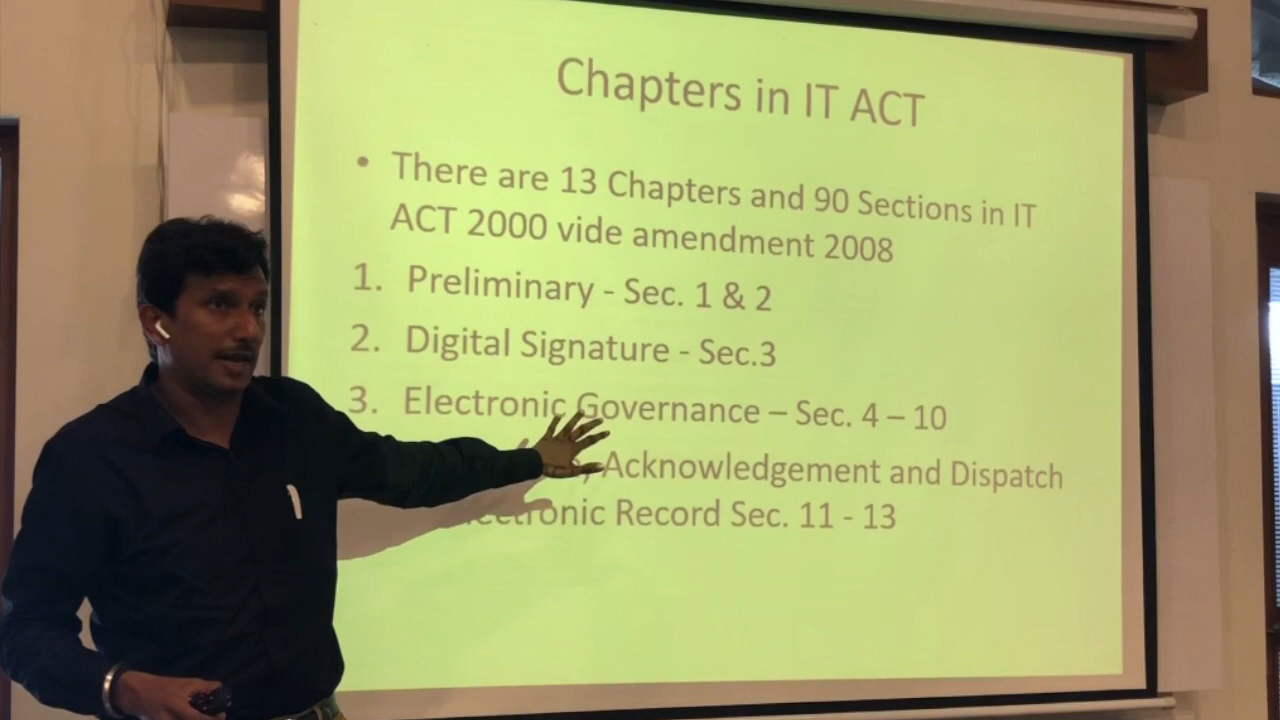 Chapters in IT ACT
• There are 13 Chapters and 90 Sections in IT
ACT 2000 vide amendment 2008
1. Preliminary - Sec. 1 & 2
2. Digital Signature - Sec.3
3. Electronic Governance – Sec. 4 – 10
Acknowledgement and Dispatch
Record Sec. 11 - 13